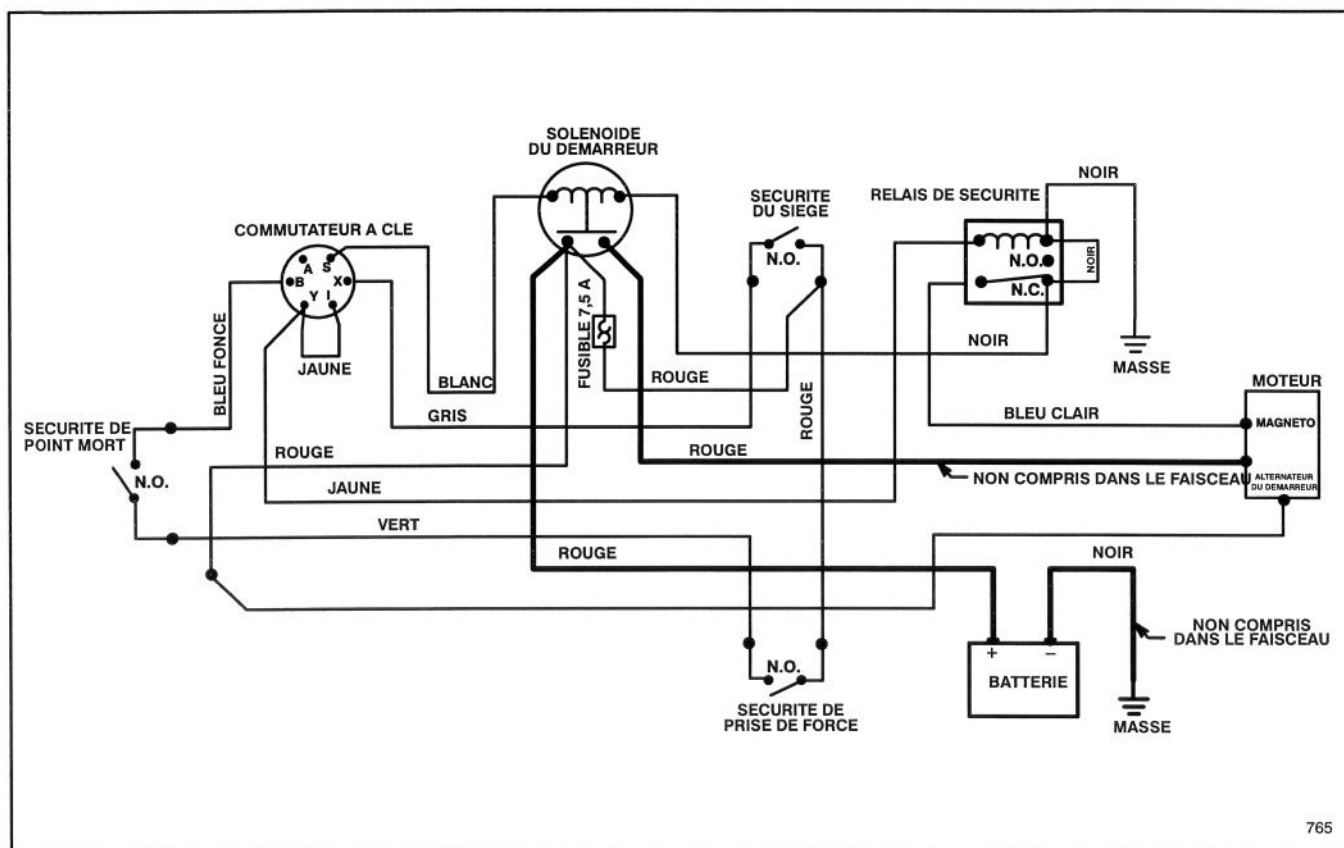 SOLENOIDE
DU DEMARREUR
SECURITE
DU SIEGE
N.O.
RELAIS DE SECURITE
NOIR
NOIR
N.O.
N.C.
COMMUTATEUR A CLE
A
S
B
X
Y
I
JAUNE
BLEU FONCE
BLANC
FUSIBLE 7,5 A
ROUGE
GRIS
ROUGE
NOIR
MASSE
MOTEUR
MAGNETO
ALTERNATEUR
DU DEMARREUR
BLEU CLAIR
SECURITE DE
POINT MORT
N.O.
ROUGE
ROUGE
NON COMPRIS DANS LE FAISCEAU
JAUNE
VERT
ROUGE
NOIR
NON COMPRIS
DANS LE FAISCEAU
+
–
BATTERIE
MASSE
N.O.
SECURITE DE
PRISE DE FORCE
765